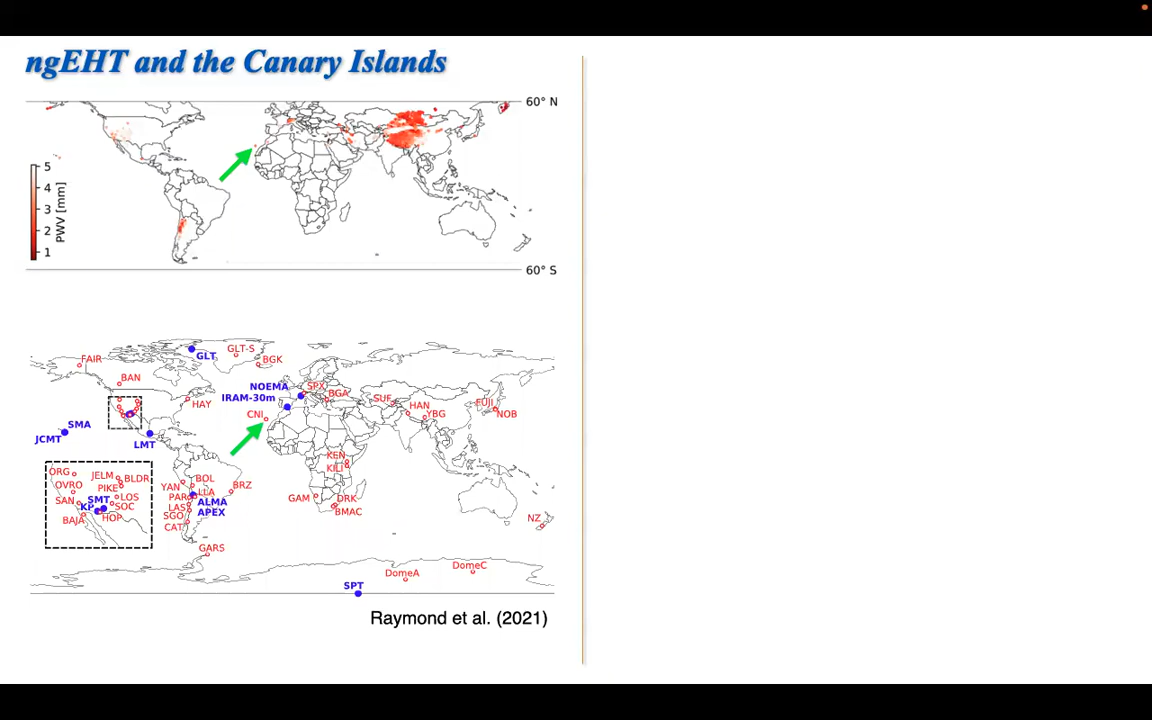 ngEHT and the Canary Islands
60° N
5
4
3
2
1
PWV [mm]
60° S
GLT
GLT-S
BGK
FAIR
BAN
NOEMA
SPX
IRAM-30m
BGA
HAY
CNI
SUF
HAN
YBG
FUJI
NOB
SMA
JCMT
LMT
KEN
KILI
ORG
JELM
BLDR
OVRO
PIKE
SAN
SMT
LOS
KP
SOC
BAJA
HOP
YAN
BOL
BRZ
PAR
LLA
LAS
ALMA
SGO
APEX
CAT
GAM
DRK
BMAC
NZ
GARS
DomeA
DomeC
SPT
Raymond et al. (2021)